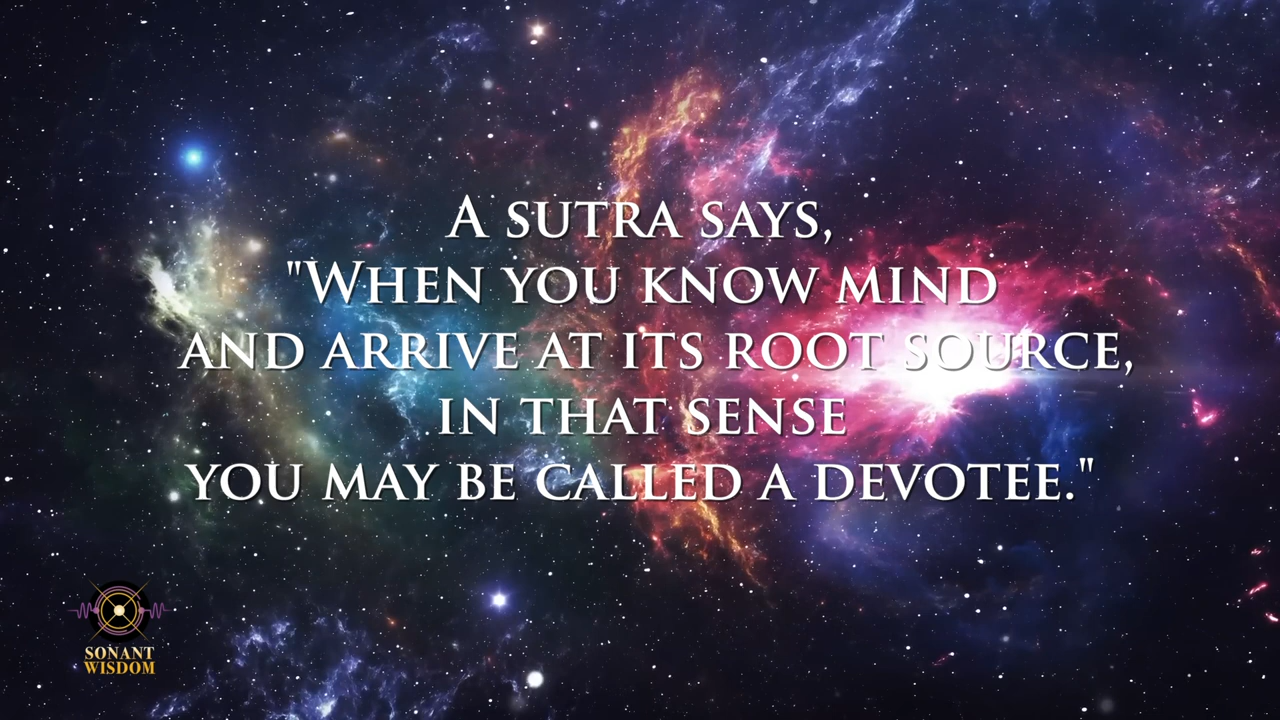 A SUTRA SAYS,
"WHEN YOU KNOW MIND
AND ARRIVE AT ITS ROOT SOURCE,
IN THAT SENSE
YOU MAY BE CALLED A DEVOTEE."
SONANT
WISDOM